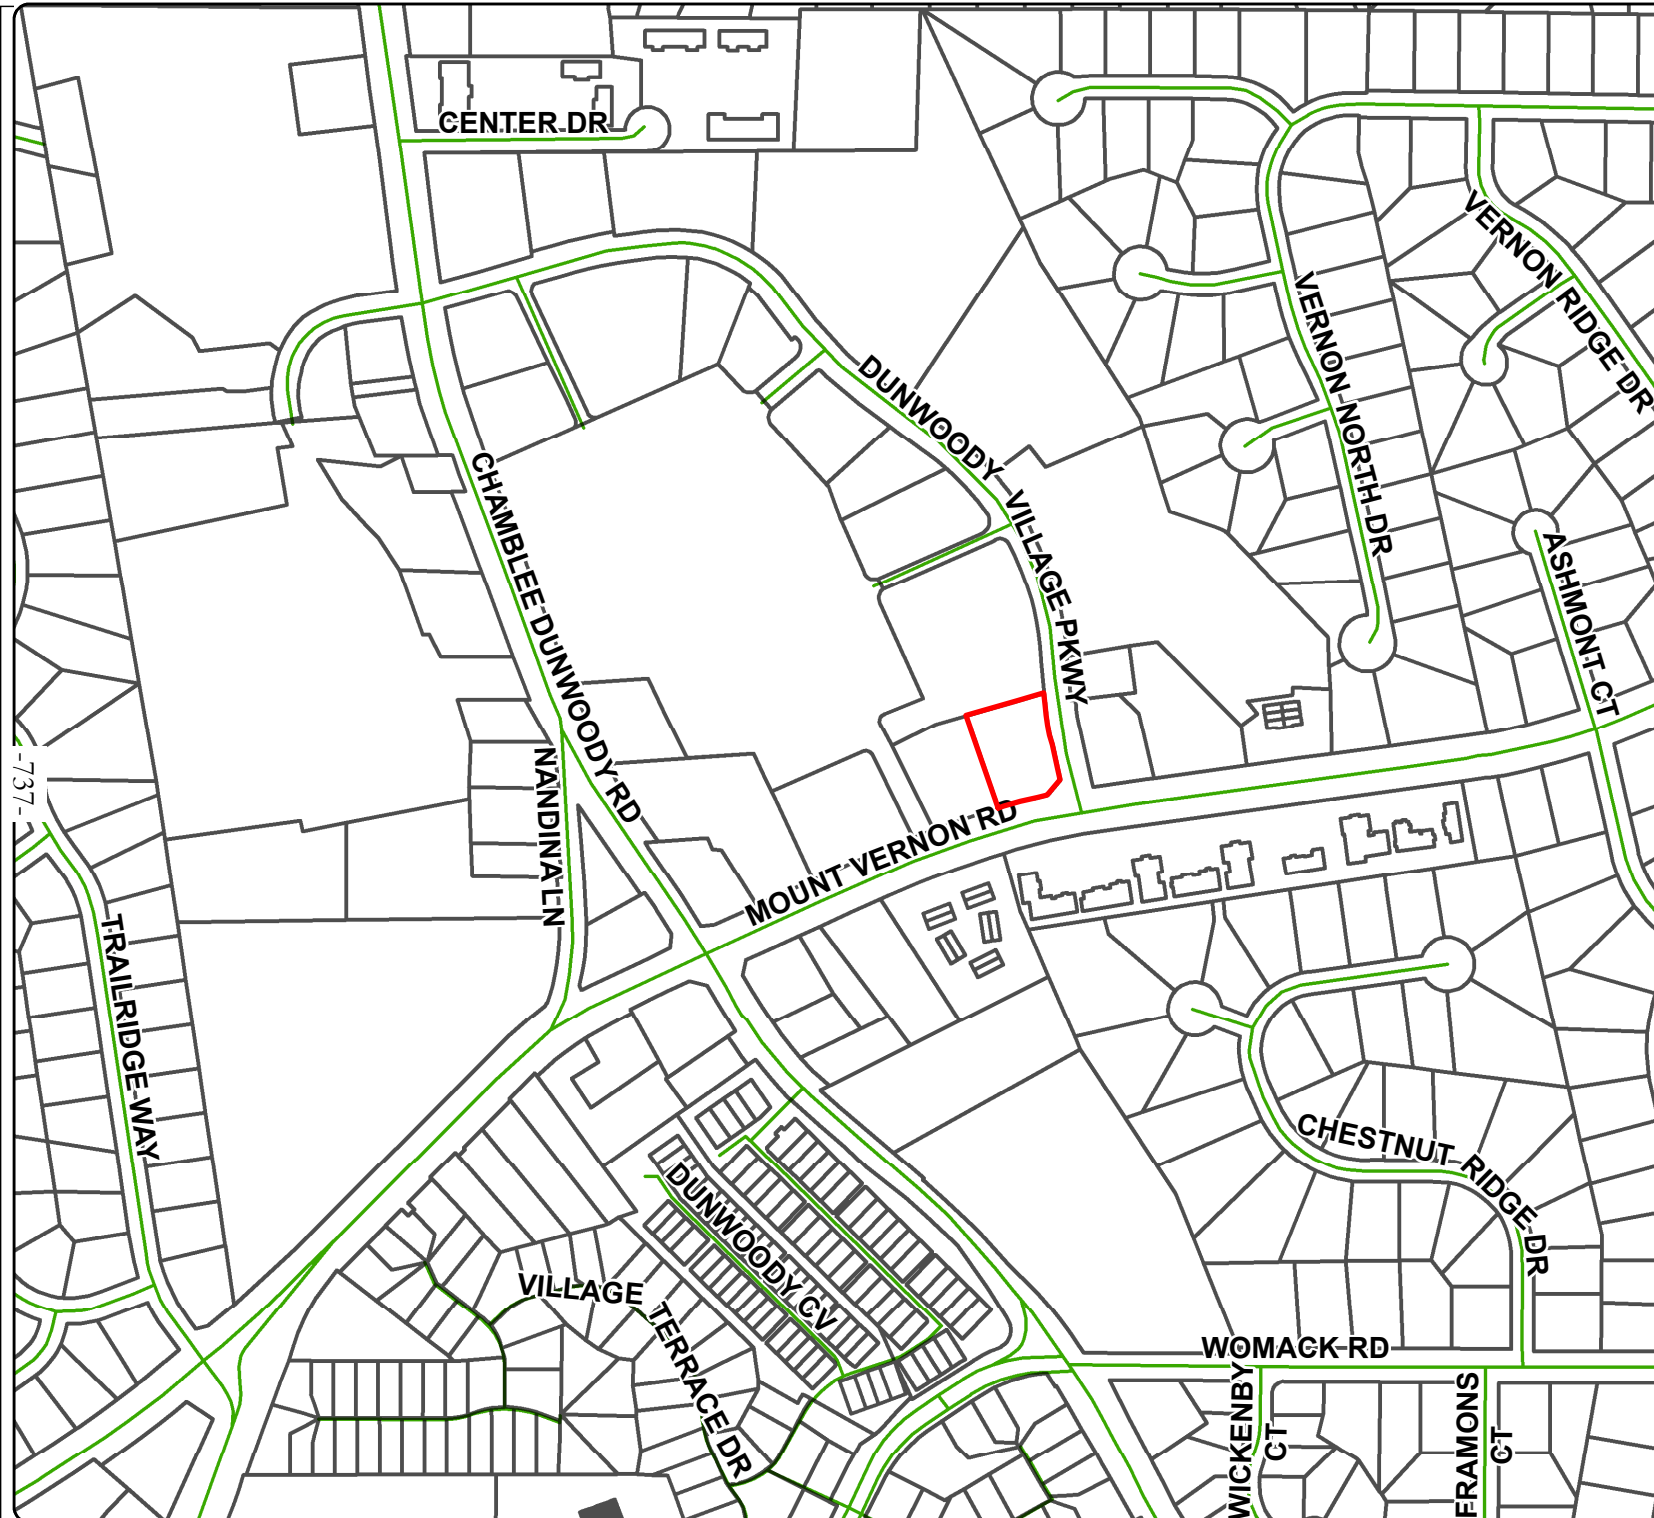 CENTER DR
VERNON RIDGE DR
VERNON NORTH DR
DUNWOODY VILLAGE PKWY
CHAMBLEE DUNWOODY RD
ASHMONT CT
NANDINA LN
-737-
MOUNT VERNON RD
TRAILRIDGE WAY
CHESTNUT RIDGE DR
DUNWOODY CV
VILLAGE TERRACE DR
WOMACK RD
WICKENBY
CT
FRAMONS
CT